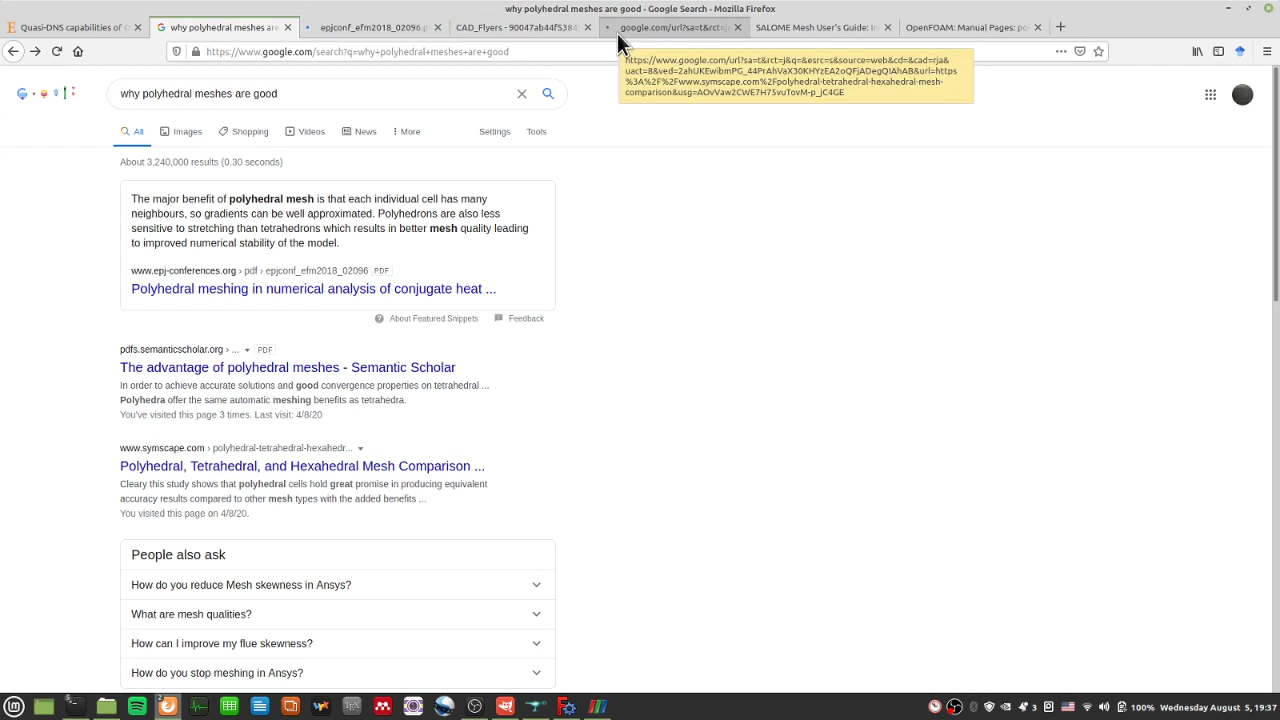 why polyhedral meshes are good - Google Search - Mozilla Firefox
Quasi-DNS capabilities of O
why polyhedral meshes are
epjconf_efm2018_02096.p
CAD_Flyers - 90047ab44f5384
google.com/url?sa=t&rct=j
SALOME Mesh User's Guide: In
OpenFOAM: Manual Pages: pol
https://www.google.com/search?q=why+polyhedral+meshes+are+good
https://www.google.com/url?sa=t&rct=j&q=&esrc=s&source=web&cd=&cad=rja&
uact=8&ved=2ahUKEwibmPG_44PrAhVaX30KHYzEA2oQFjADegQIAhAB&url=https
%3A%2F%2Fwww.symscape.com%2Fpolyhedral-tetrahedral-hexahedral-mesh-
comparison&usg=AOvVaw2CWE7H7SvuTovM-p_jC4GE
why polyhedral meshes are good
All
Images
Shopping
Videos
News
More
Settings
Tools
About 3,240,000 results (0.30 seconds)
The major benefit of polyhedral mesh is that each individual cell has many
neighbours, so gradients can be well approximated. Polyhedrons are also less
sensitive to stretching than tetrahedrons which results in better mesh quality leading
to improved numerical stability of the model.
www.epj-conferences.org › pdf › epjconf_efm2018_02096 PDF
Polyhedral meshing in numerical analysis of conjugate heat ...
About Featured Snippets
Feedback
pdfs.semanticscholar.org › ... PDF
The advantage of polyhedral meshes - Semantic Scholar
In order to achieve accurate solutions and good convergence properties on tetrahedral ...
Polyhedra offer the same automatic meshing benefits as tetrahedra.
You've visited this page 3 times. Last visit: 4/8/20
www.symscape.com › polyhedral-tetrahedral-hexahedr...
Polyhedral, Tetrahedral, and Hexahedral Mesh Comparison ...
Cleary this study shows that polyhedral cells hold great promise in producing equivalent
accuracy results compared to other mesh types with the added benefits ...
You visited this page on 4/8/20.
People also ask
How do you reduce Mesh skewness in Ansys?
What are mesh qualities?
How can I improve my flue skewness?
How do you stop meshing in Ansys?
2
3
100%
Wednesday August 5, 19:37